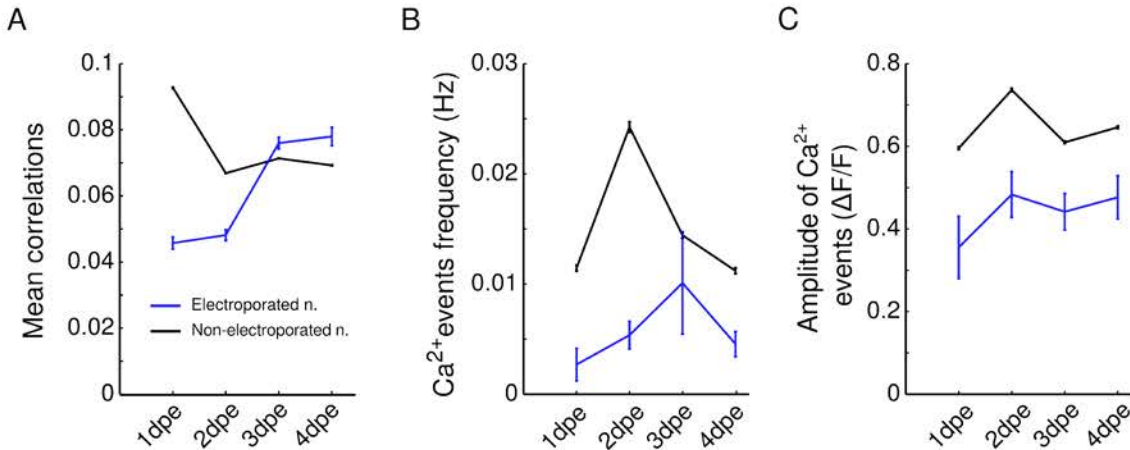 A
Mean correlations
0.1
0.08
0.06
0.04
0.02
0
Electroporated n.
Non-electroporated n.
1dpe
2dpe
3dpe
4dpe
B
Ca²⁺events frequency (Hz)
0.03
0.02
0.01
0
1dpe
2dpe
3dpe
4dpe
C
Amplitude of Ca²⁺
events (ΔF/F)
0.8
0.6
0.4
0.2
0
1dpe
2dpe
3dpe
4dpe